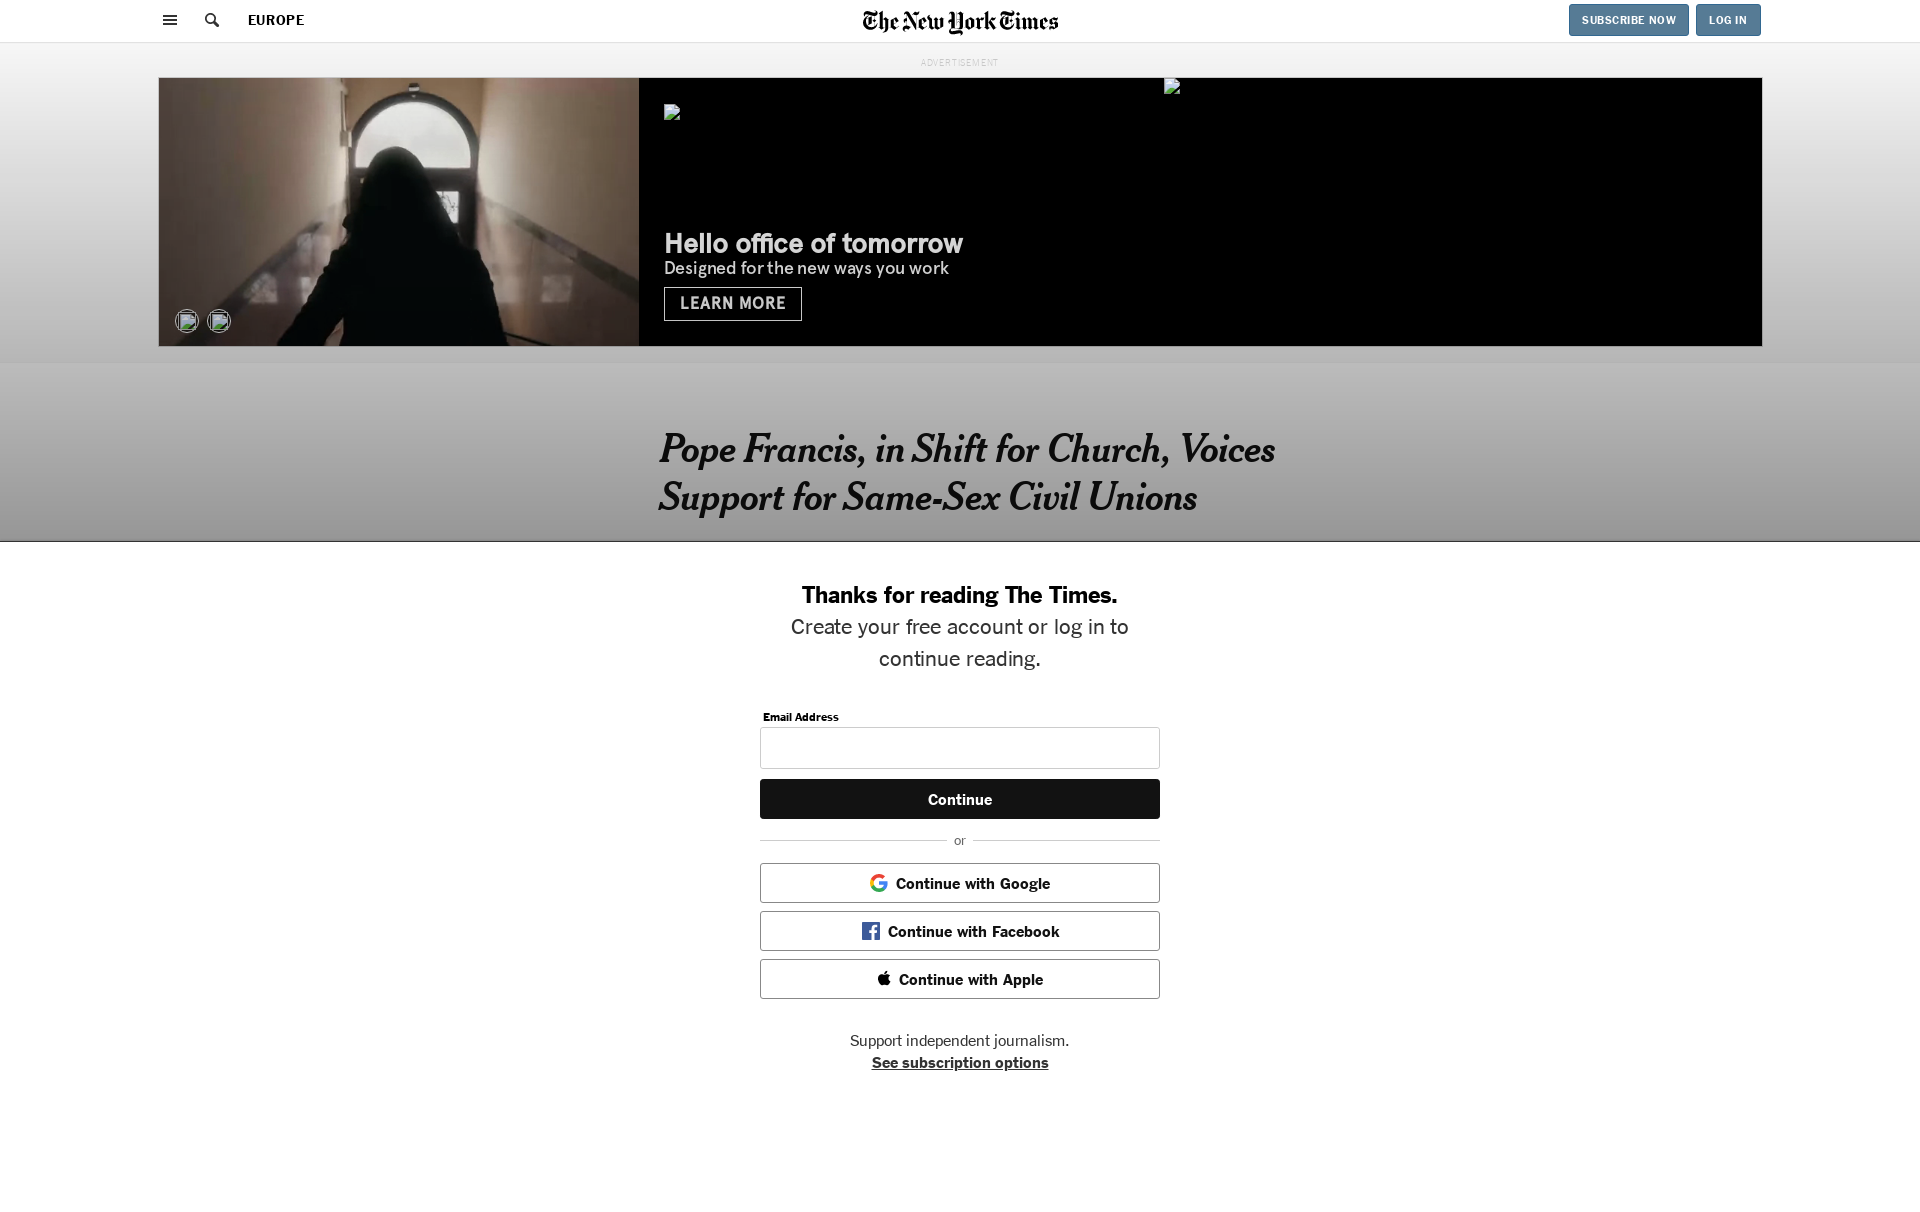 EUROPE
The New York Times
SUBSCRIBE NOW
LOG IN
ADVERTISEMENT
Hello office of tomorrow
Designed for the new ways you work
LEARN MORE
Pope Francis, in Shift for Church, Voices
Support for Same-Sex Civil Unions
Thanks for reading The Times.
Create your free account or log in to
continue reading.
Email Address
Continue
or
Continue with Google
Continue with Facebook
Continue with Apple
Support independent journalism.
See subscription options